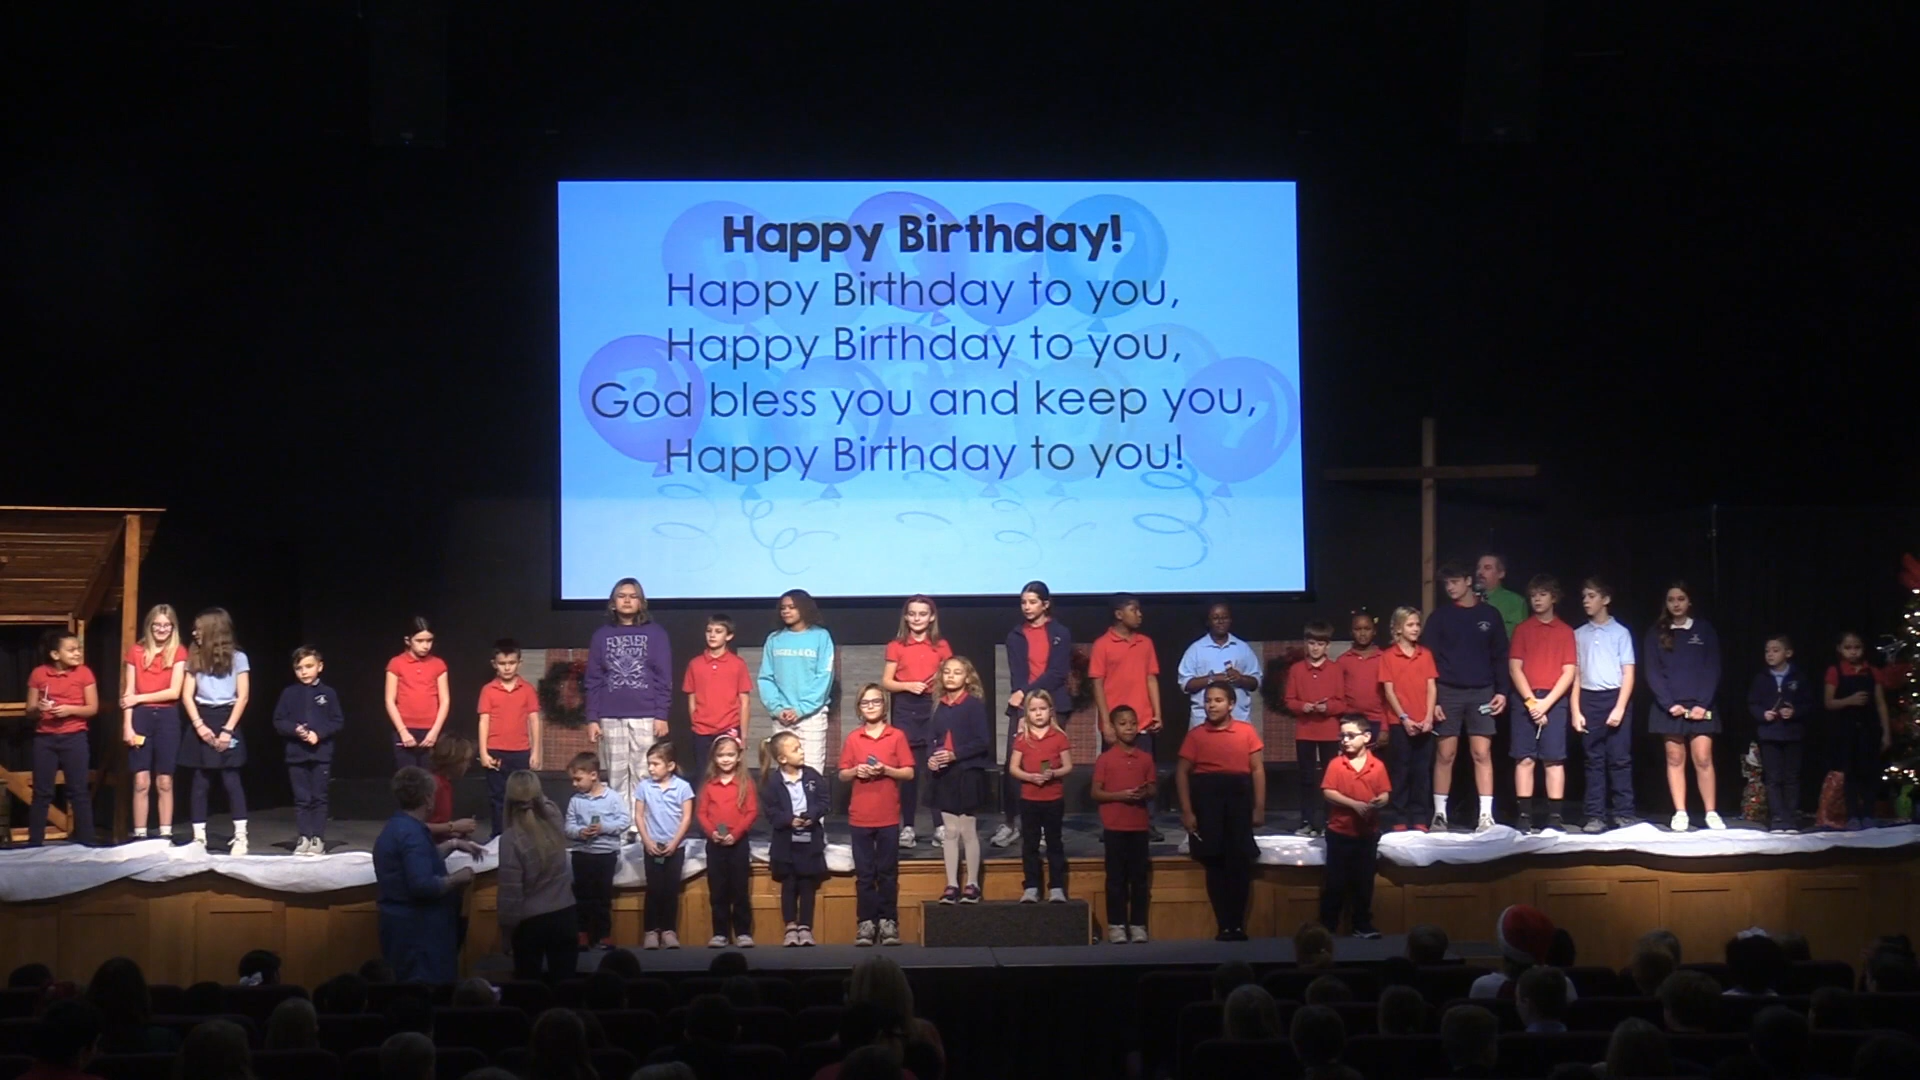 Happy Birthday!
Happy Birthday to you,
Happy Birthday to you,
God bless you and keep you,
Happy Birthday to you!
FOREVER